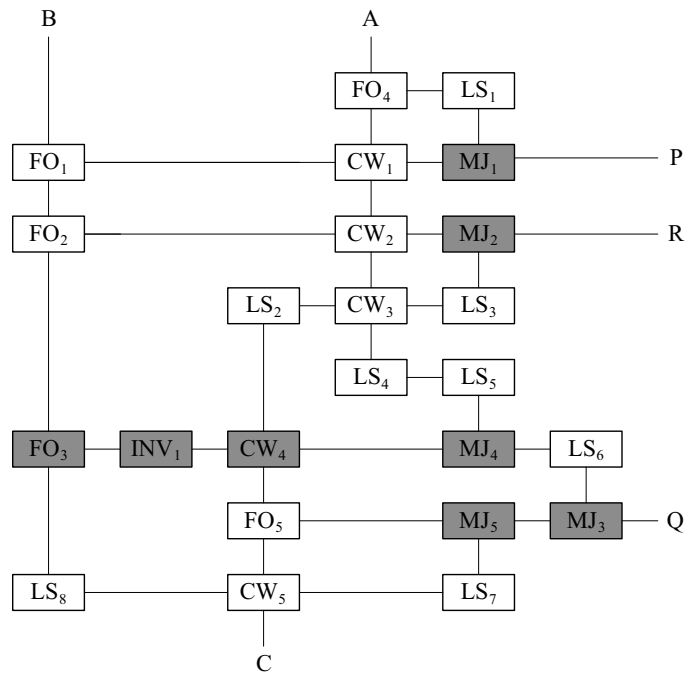 B A
FO₄ LS₁
FO₁ CW₁ MJ₁ P
FO₂ CW₂ MJ₂ R
LS₂ CW₃ LS₃
LS₄ LS₅
FO₃ INV₁ CW₄ MJ₄ LS₆
FO₅ MJ₅ MJ₃ Q
LS₈ CW₅ LS₇
C